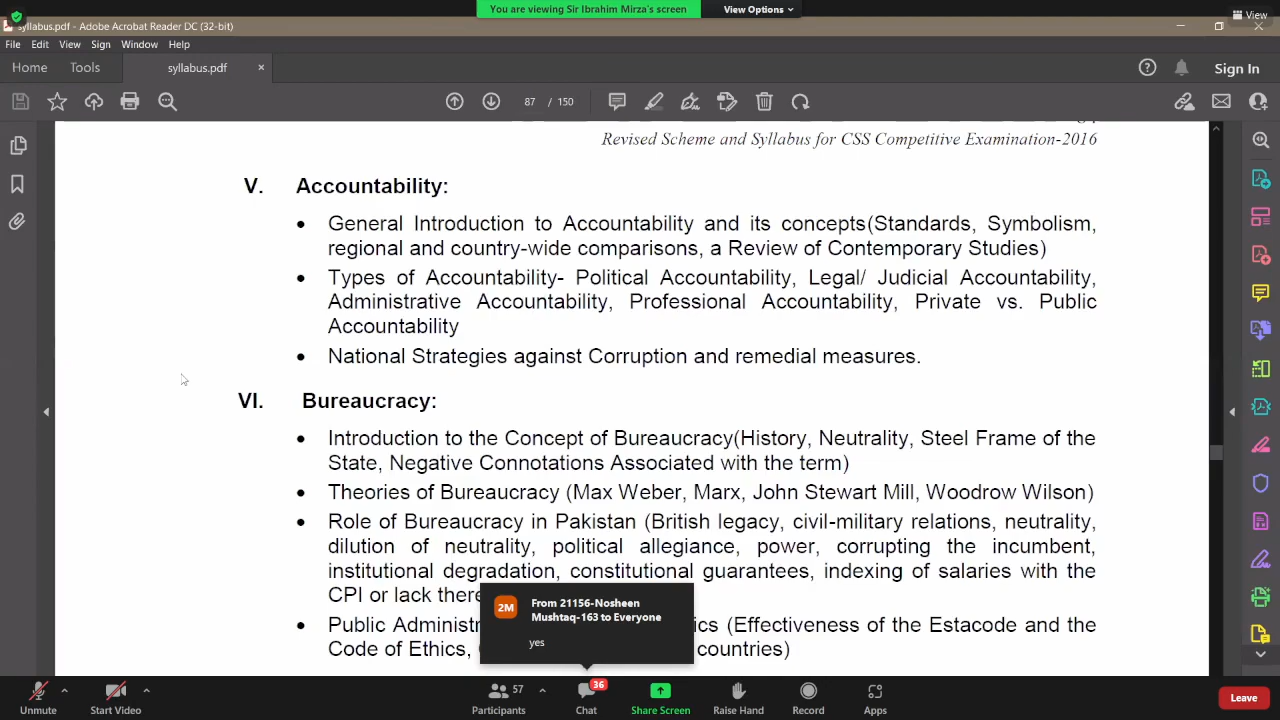 You are viewing Sir Ibrahim Mirza's screen
View Options
View
syllabus.pdf - Adobe Acrobat Reader DC (32-bit)
File Edit View Sign Window Help
Home Tools syllabus.pdf × Sign In
87 / 150
Revised Scheme and Syllabus for CSS Competitive Examination-2016
V. Accountability:
• General Introduction to Accountability and its concepts(Standards, Symbolism,
regional and country-wide comparisons, a Review of Contemporary Studies)
• Types of Accountability- Political Accountability, Legal/ Judicial Accountability,
Administrative Accountability, Professional Accountability, Private vs. Public
Accountability
• National Strategies against Corruption and remedial measures.
VI. Bureaucracy:
• Introduction to the Concept of Bureaucracy(History, Neutrality, Steel Frame of the
State, Negative Connotations Associated with the term)
• Theories of Bureaucracy (Max Weber, Marx, John Stewart Mill, Woodrow Wilson)
• Role of Bureaucracy in Pakistan (British legacy, civil-military relations, neutrality,
dilution of neutrality, political allegiance, power, corrupting the incumbent,
institutional degradation, constitutional guarantees, indexing of salaries with the
CPI or lack there
• Public Administr ics (Effectiveness of the Estacode and the
Code of Ethics, countries)
2M From 21156-Nosheen
Mushtaq-163 to Everyone
yes
57 36
Unmute Start Video Participants Chat Share Screen Raise Hand Record Apps Leave